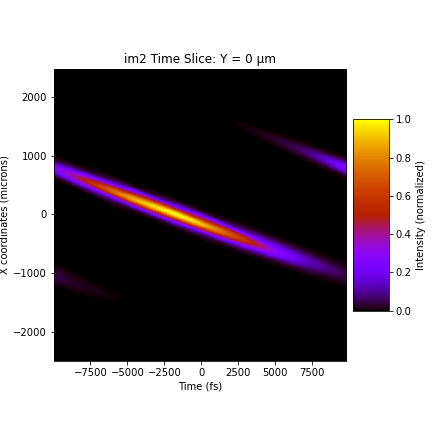 im2 Time Slice: Y = 0 μm
X coordinates (microns)
2000
1000
0
−1000
−2000
−7500 −5000 −2500 0 2500 5000 7500
Time (fs)
1.0
0.8
0.6
0.4
0.2
0.0
Intensity (normalized)